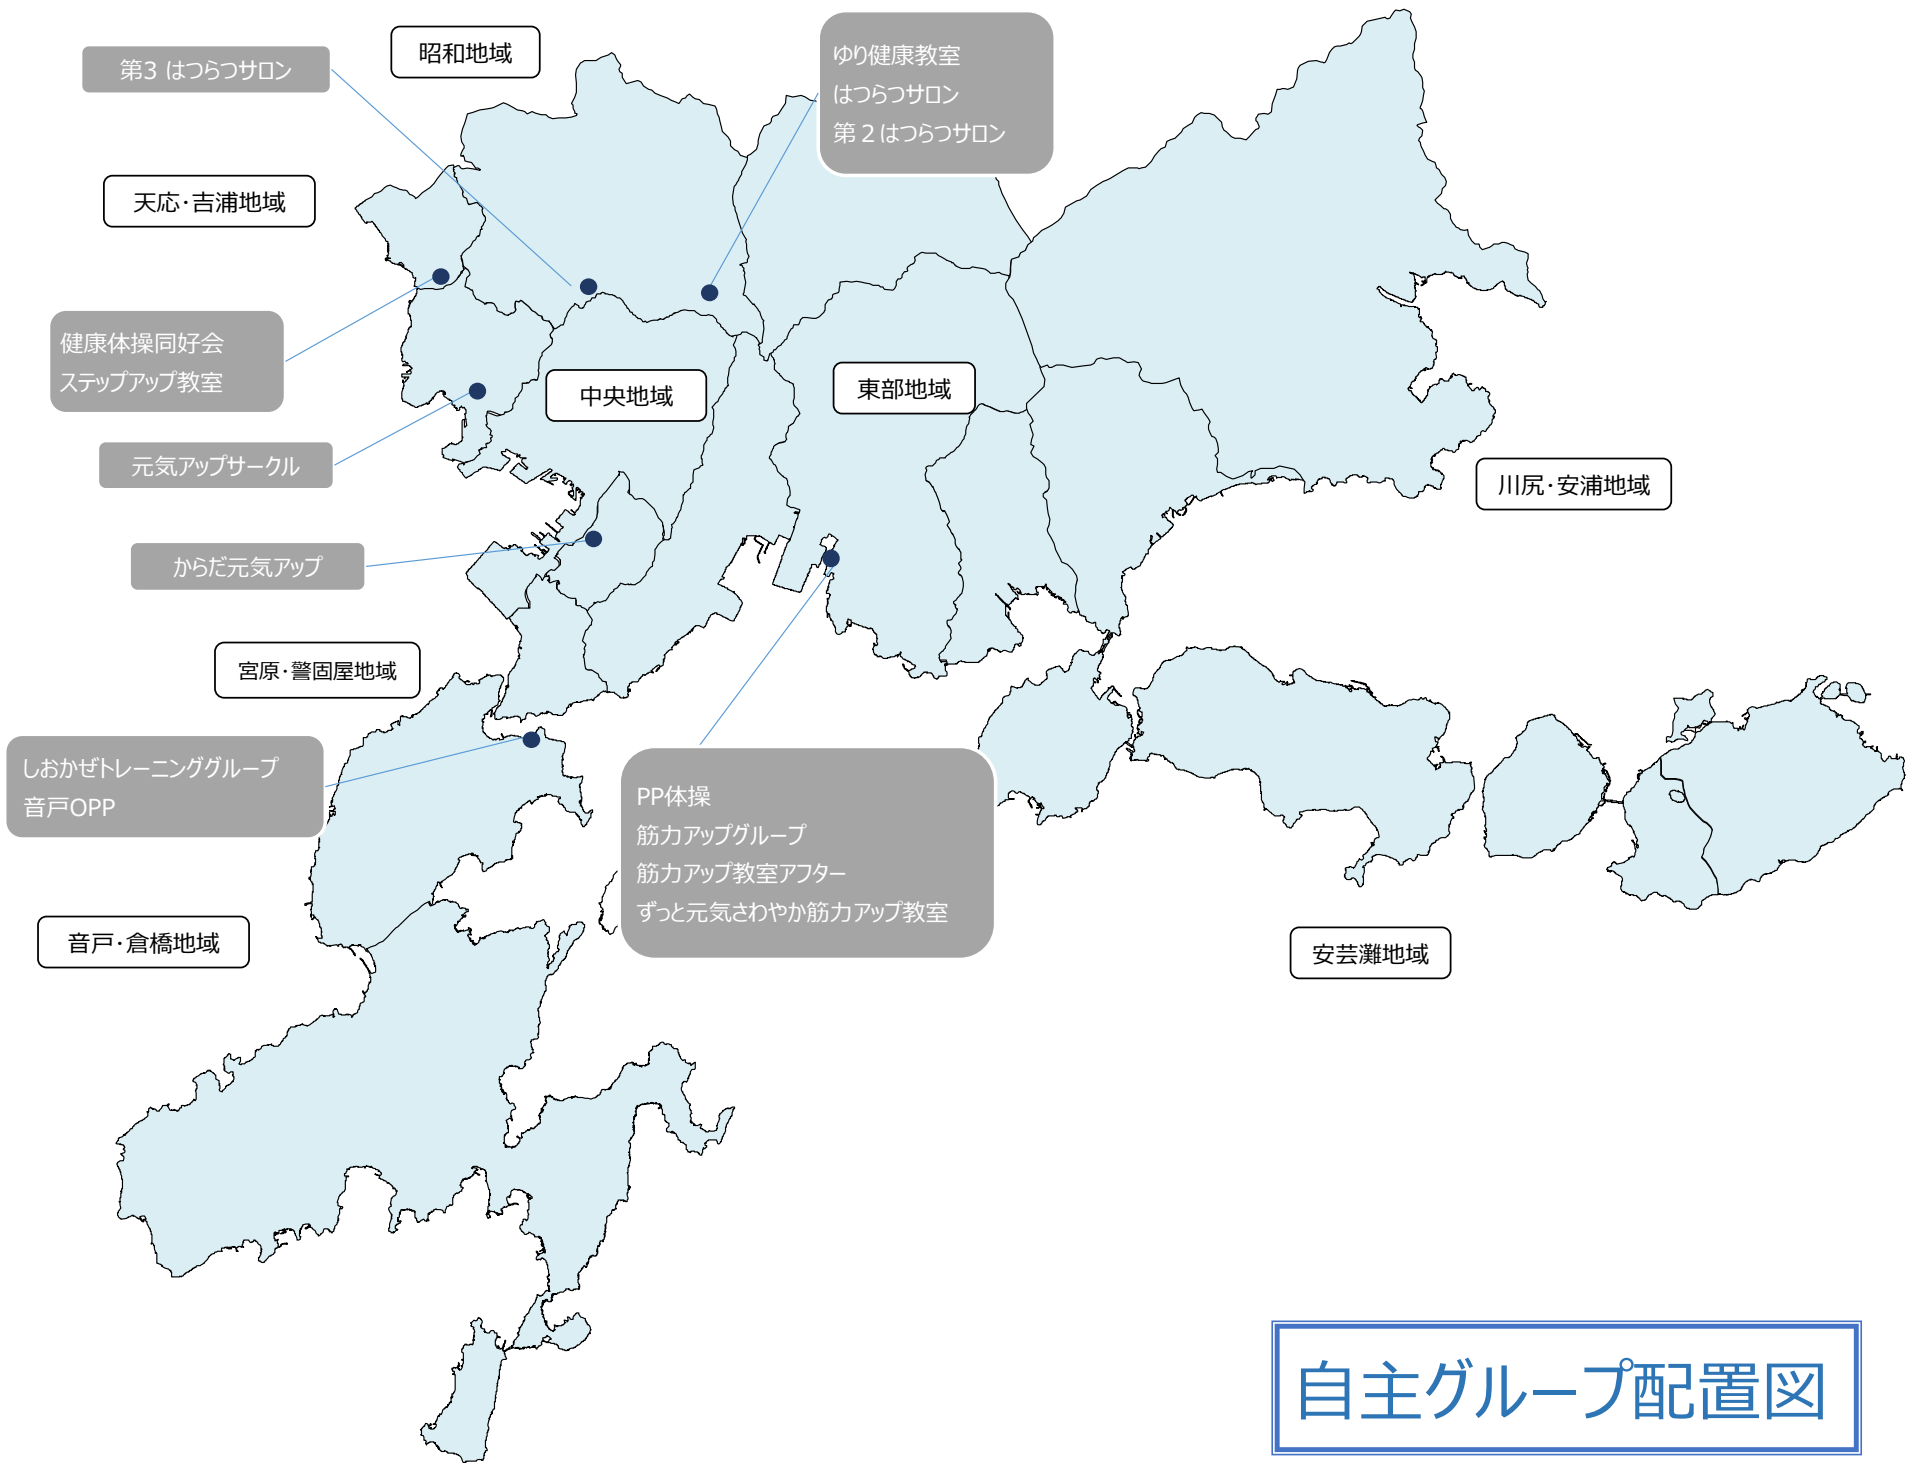 昭和地域
第3 はつらつサロン
ゆり健康教室
はつらつサロン
第２はつらつサロン
天応・吉浦地域
健康体操同好会
ステップアップ教室
中央地域
東部地域
元気アップサークル
川尻・安浦地域
からだ元気アップ
宮原・警固屋地域
しおかぜトレーニンググループ
音戸OPP
PP体操
筋力アップグループ
筋力アップ教室アフター
ずっと元気さわやか筋力アップ教室
音戸・倉橋地域
安芸灘地域
自主グループ配置図